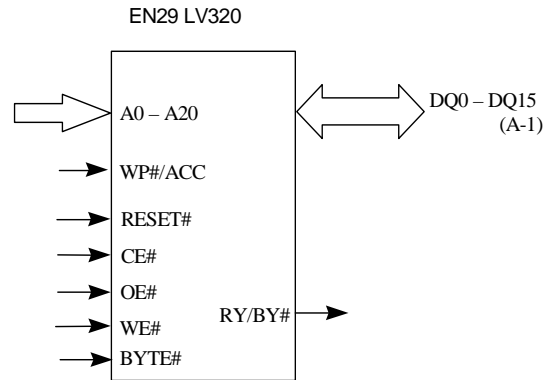 EN29 LV320
A0 – A20
DQ0 – DQ15
(A-1)
WP#/ACC
RESET#
CE#
OE#
RY/BY#
WE#
BYTE#